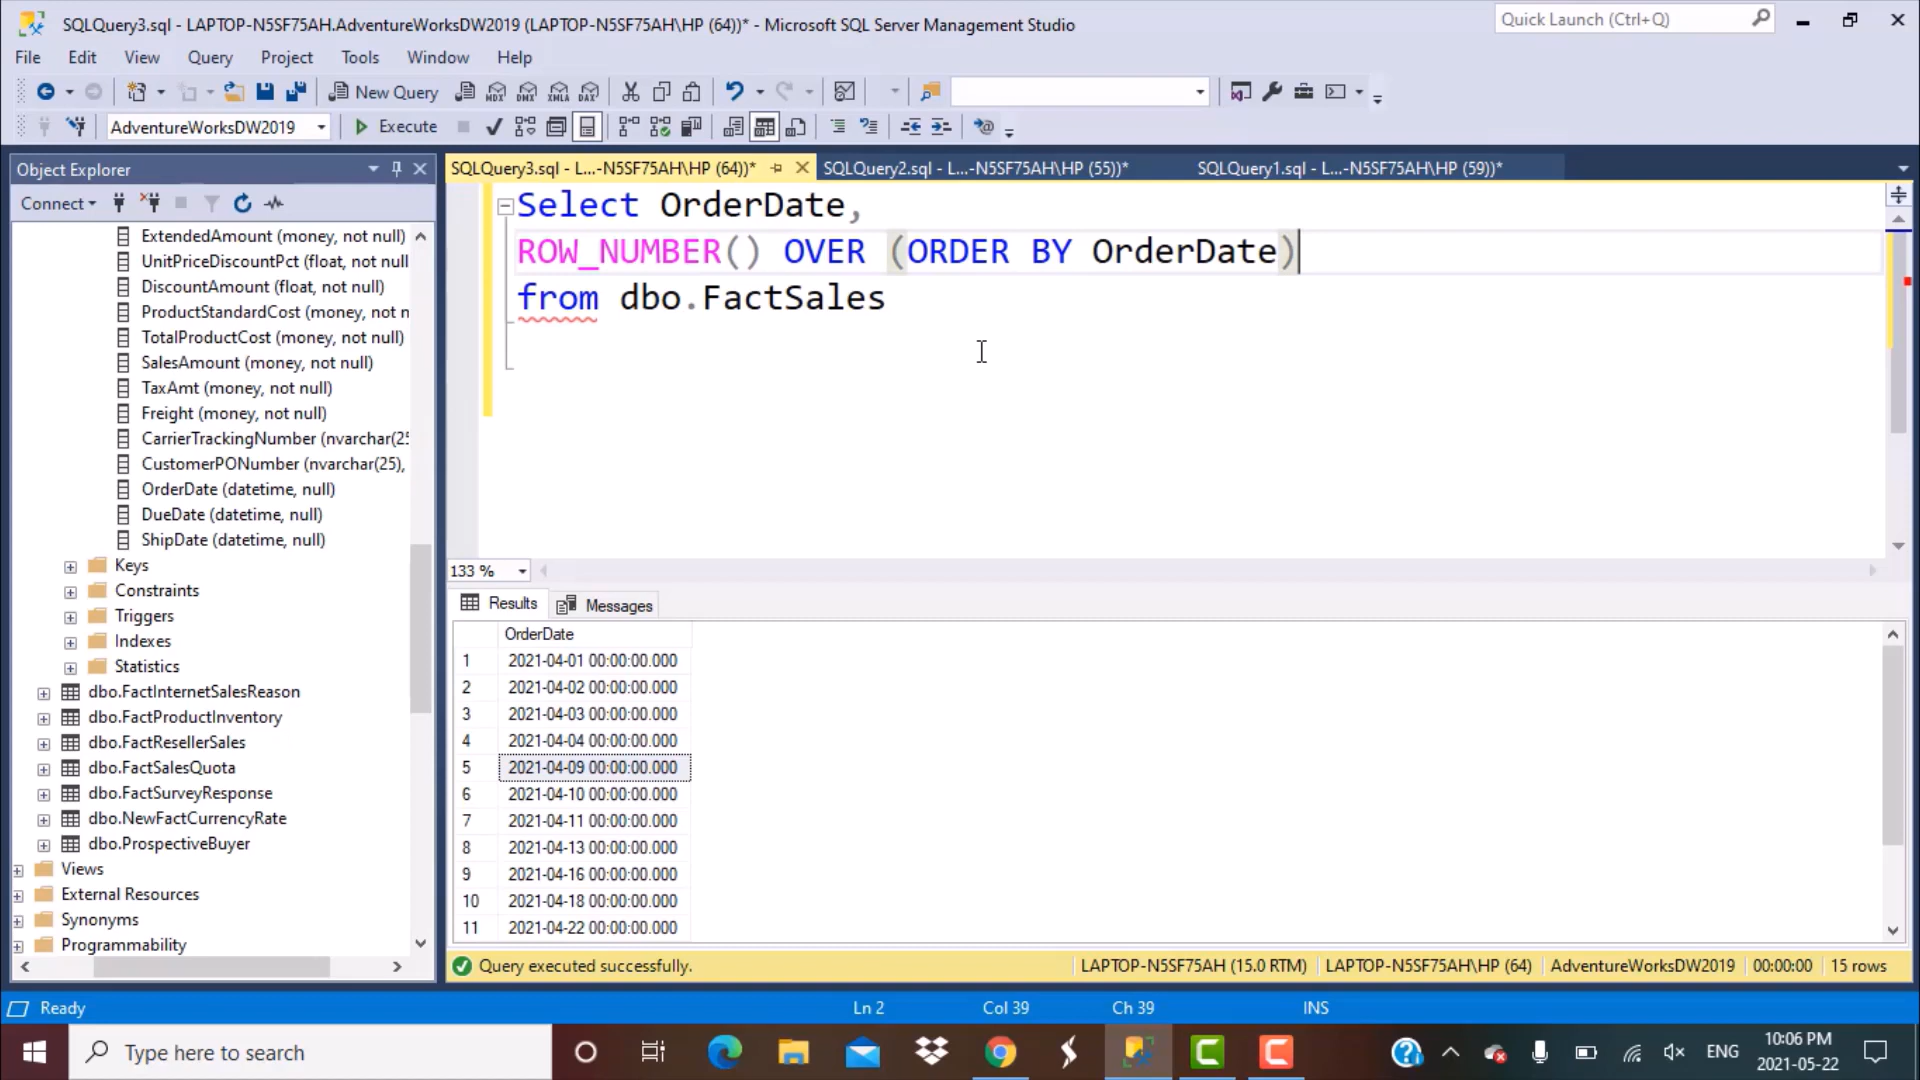 SQLQuery3.sql - LAPTOP-N5SF75AH.AdventureWorksDW2019 (LAPTOP-N5SF75AH\HP (64))* - Microsoft SQL Server Management Studio
Quick Launch (Ctrl+Q)
File Edit View Query Project Tools Window Help
New Query MDX DMX XMLA DAX
AdventureWorksDW2019 Execute
Object Explorer
SQLQuery3.sql - L...-N5SF75AH\HP (64))* SQLQuery2.sql - L...-N5SF75AH\HP (55))* SQLQuery1.sql - L...-N5SF75AH\HP (59))*
Connect
ExtendedAmount (money, not null)
UnitPriceDiscountPct (float, not null
DiscountAmount (float, not null)
ProductStandardCost (money, not n
TotalProductCost (money, not null)
SalesAmount (money, not null)
TaxAmt (money, not null)
Freight (money, not null)
CarrierTrackingNumber (nvarchar(25
CustomerPONumber (nvarchar(25),
OrderDate (datetime, null)
DueDate (datetime, null)
ShipDate (datetime, null)
Keys
Constraints
Triggers
Indexes
Statistics
dbo.FactInternetSalesReason
dbo.FactProductInventory
dbo.FactResellerSales
dbo.FactSalesQuota
dbo.FactSurveyResponse
dbo.NewFactCurrencyRate
dbo.ProspectiveBuyer
Views
External Resources
Synonyms
Programmability
Select OrderDate,
ROW_NUMBER() OVER (ORDER BY OrderDate)
from dbo.FactSales
133 %
Results Messages
OrderDate
1 2021-04-01 00:00:00.000
2 2021-04-02 00:00:00.000
3 2021-04-03 00:00:00.000
4 2021-04-04 00:00:00.000
5 2021-04-09 00:00:00.000
6 2021-04-10 00:00:00.000
7 2021-04-11 00:00:00.000
8 2021-04-13 00:00:00.000
9 2021-04-16 00:00:00.000
10 2021-04-18 00:00:00.000
11 2021-04-22 00:00:00.000
Query executed successfully. LAPTOP-N5SF75AH (15.0 RTM) LAPTOP-N5SF75AH\HP (64) AdventureWorksDW2019 00:00:00 15 rows
Ready Ln 2 Col 39 Ch 39 INS
Type here to search
ENG
10:06 PM
2021-05-22